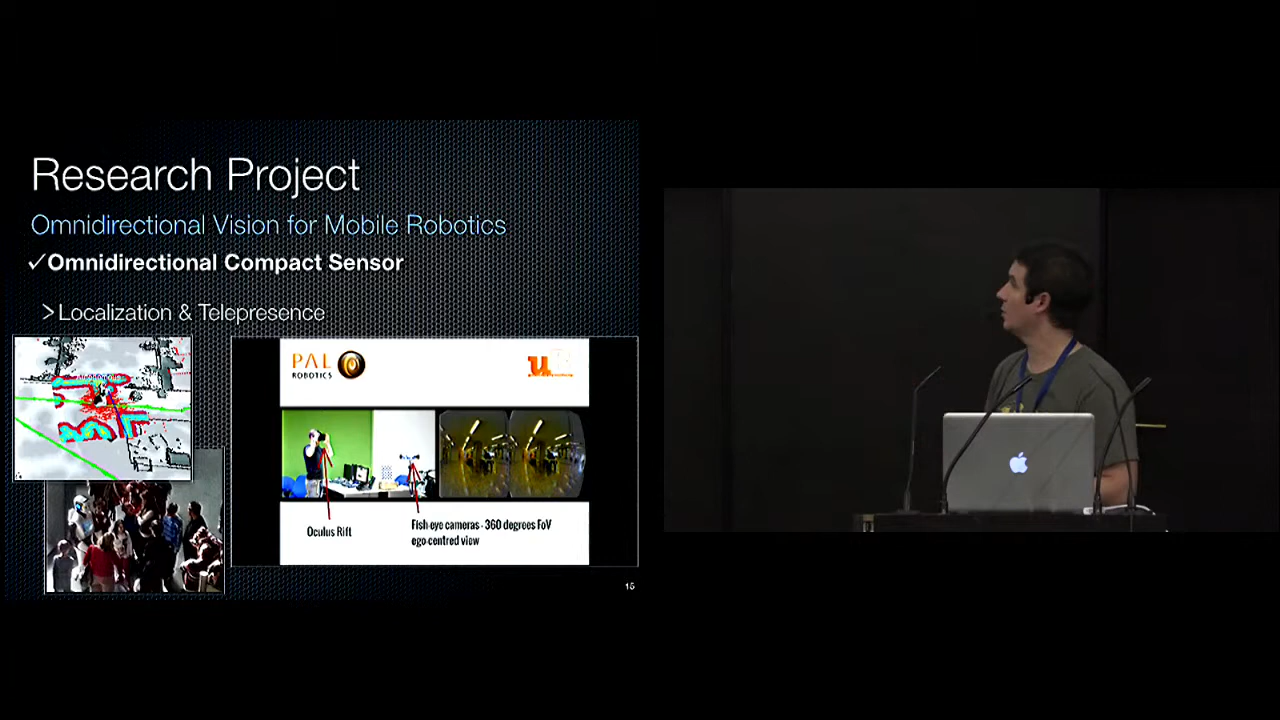 Research Project
Omnidirectional Vision for Mobile Robotics
✓Omnidirectional Compact Sensor
>Localization & Telepresence
PAL
ROBOTICS
u
Oculus Rift
Fish eye cameras - 360 degrees FoV
ego-centred view
15